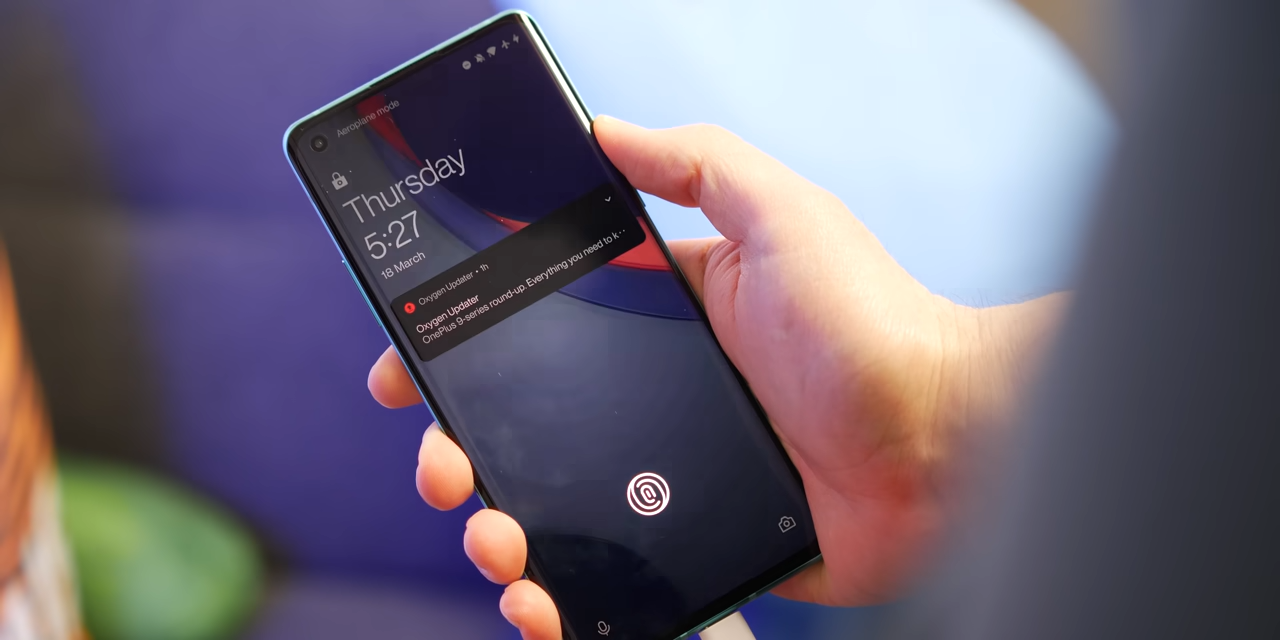 Aeroplane mode
Thursday
5:27
18 March
Oxygen Updater • 1h
Oxygen Updater
OnePlus 9-series round-up. Everything you need to k··